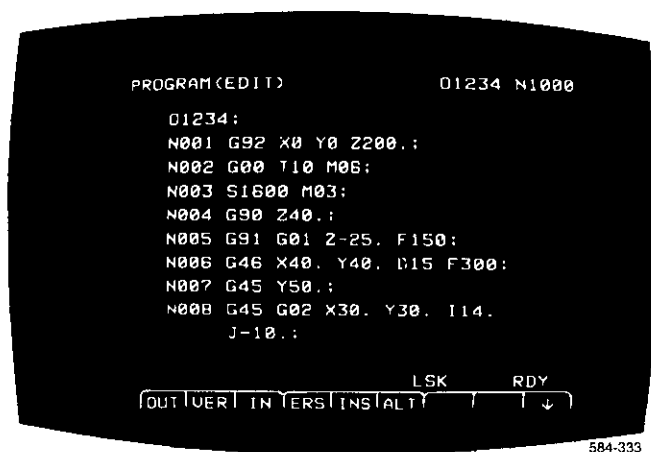 PROGRAM(EDIT) O1234 N1000
O1234;
N001 G92 X0 Y0 Z200.;
N002 G00 T10 M06;
N003 S1600 M03;
N004 G90 Z40.;
N005 G91 G01 Z-25. F150;
N006 G46 X40. Y40. D15 F300;
N007 G45 Y50.;
N008 G45 G02 X30. Y30. I14.
J-10.;
LSK RDY
OUT VER IN ERS INS ALT ↓
584-333